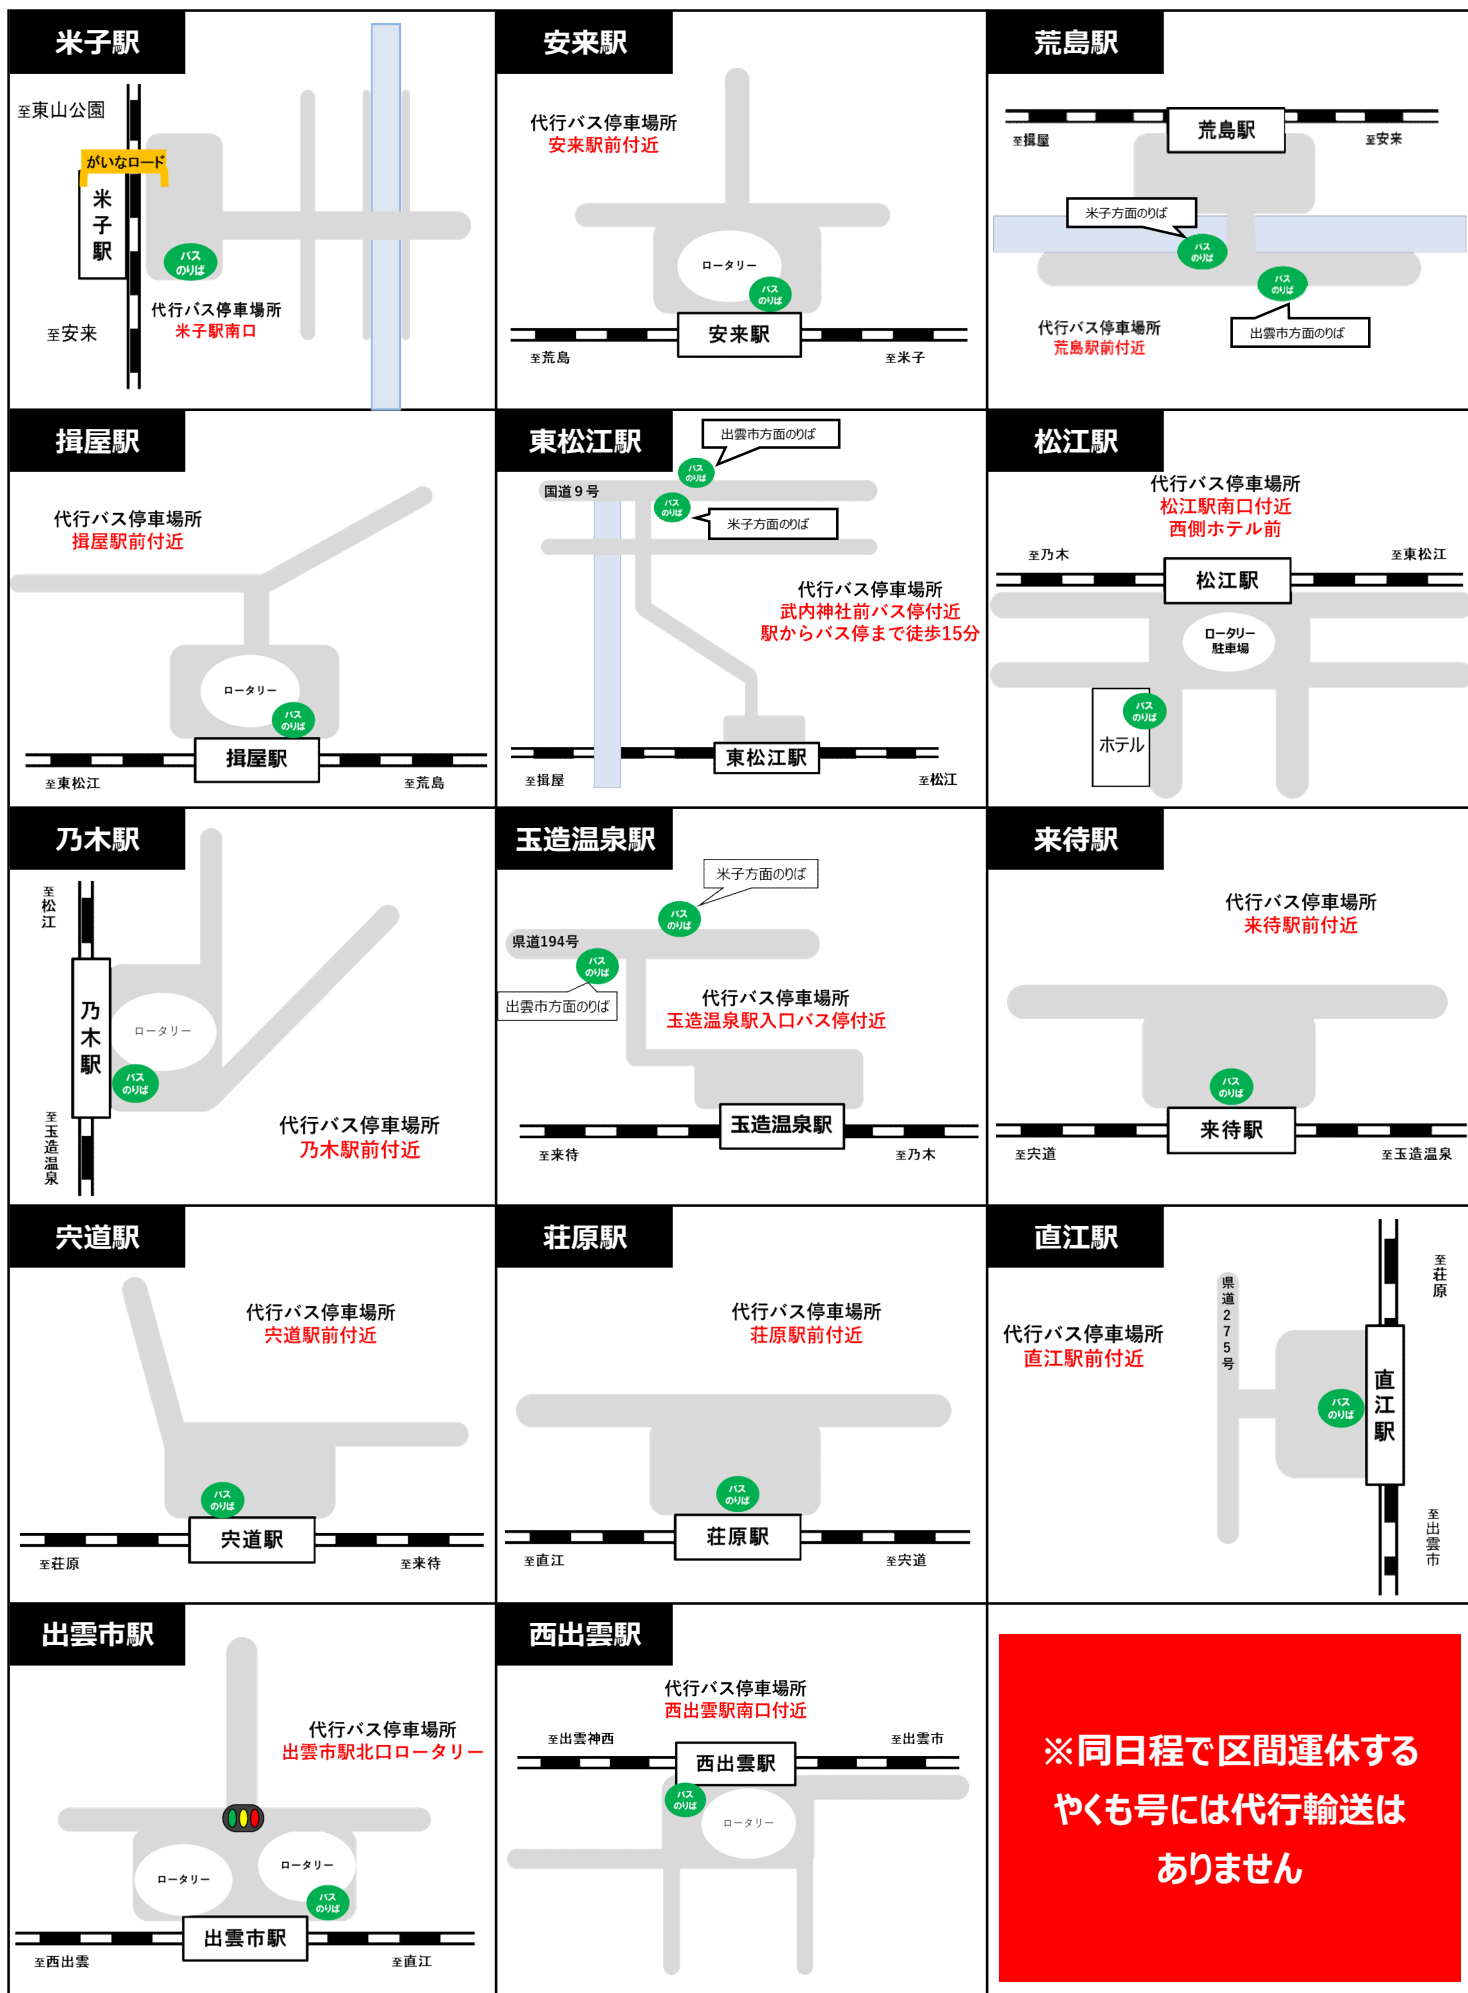 米子駅
至東山公園
がいなロード
米子駅
バス
のりば
至安来
代行バス停車場所
米子駅南口
安来駅
代行バス停車場所
安来駅前付近
ロータリー
バス
のりば
安来駅
至荒島
至米子
荒島駅
荒島駅
至揖屋
至安来
米子方面のりば
バス
のりば
バス
のりば
代行バス停車場所
荒島駅前付近
出雲市方面のりば
揖屋駅
代行バス停車場所
揖屋駅前付近
ロータリー
バス
のりば
揖屋駅
至東松江
至荒島
東松江駅
出雲市方面のりば
バス
のりば
国道9号
バス
のりば
米子方面のりば
代行バス停車場所
武内神社前バス停付近
駅からバス停まで徒歩15分
東松江駅
至揖屋
至松江
松江駅
代行バス停車場所
松江駅南口付近
西側ホテル前
至乃木
至東松江
松江駅
ロータリー
駐車場
バス
のりば
ホテル
乃木駅
至松江
乃木駅
ロータリー
バス
のりば
至玉造温泉
代行バス停車場所
乃木駅前付近
玉造温泉駅
米子方面のりば
バス
のりば
県道194号
バス
のりば
出雲市方面のりば
代行バス停車場所
玉造温泉駅入口バス停付近
玉造温泉駅
至来待
至乃木
来待駅
代行バス停車場所
来待駅前付近
バス
のりば
来待駅
至宍道
至玉造温泉
宍道駅
代行バス停車場所
宍道駅前付近
バス
のりば
宍道駅
至荘原
至来待
荘原駅
代行バス停車場所
荘原駅前付近
バス
のりば
荘原駅
至直江
至宍道
直江駅
至荘原
県道275号
代行バス停車場所
直江駅前付近
バス
のりば
直江駅
至出雲市
出雲市駅
代行バス停車場所
出雲市駅北口ロータリー
ロータリー
ロータリー
バス
のりば
出雲市駅
至西出雲
至直江
西出雲駅
代行バス停車場所
西出雲駅南口付近
至出雲神西
至出雲市
西出雲駅
バス
のりば
ロータリー
※同日程で区間運休する
やくも号には代行輸送は
ありません